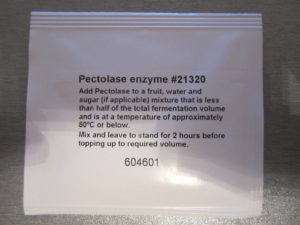 Pectolase enzyme #21320
Add Pectolase to a fruit, water and
sugar (if applicable) mixture that is less
than half of the total fermentation volume
and is at a temperature of approximately
50°C or below.
Mix and leave to stand for 2 hours before
topping up to required volume.
604601